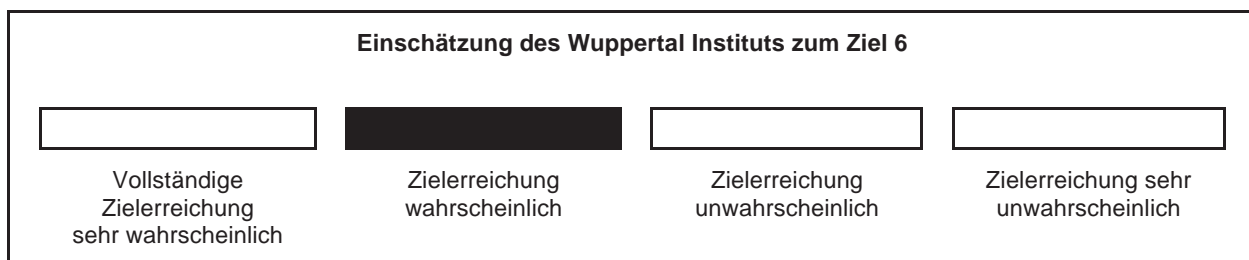 Einschätzung des Wuppertal Instituts zum Ziel 6
Vollständige
Zielerreichung
sehr wahrscheinlich
Zielerreichung
wahrscheinlich
Zielerreichung
unwahrscheinlich
Zielerreichung sehr
unwahrscheinlich